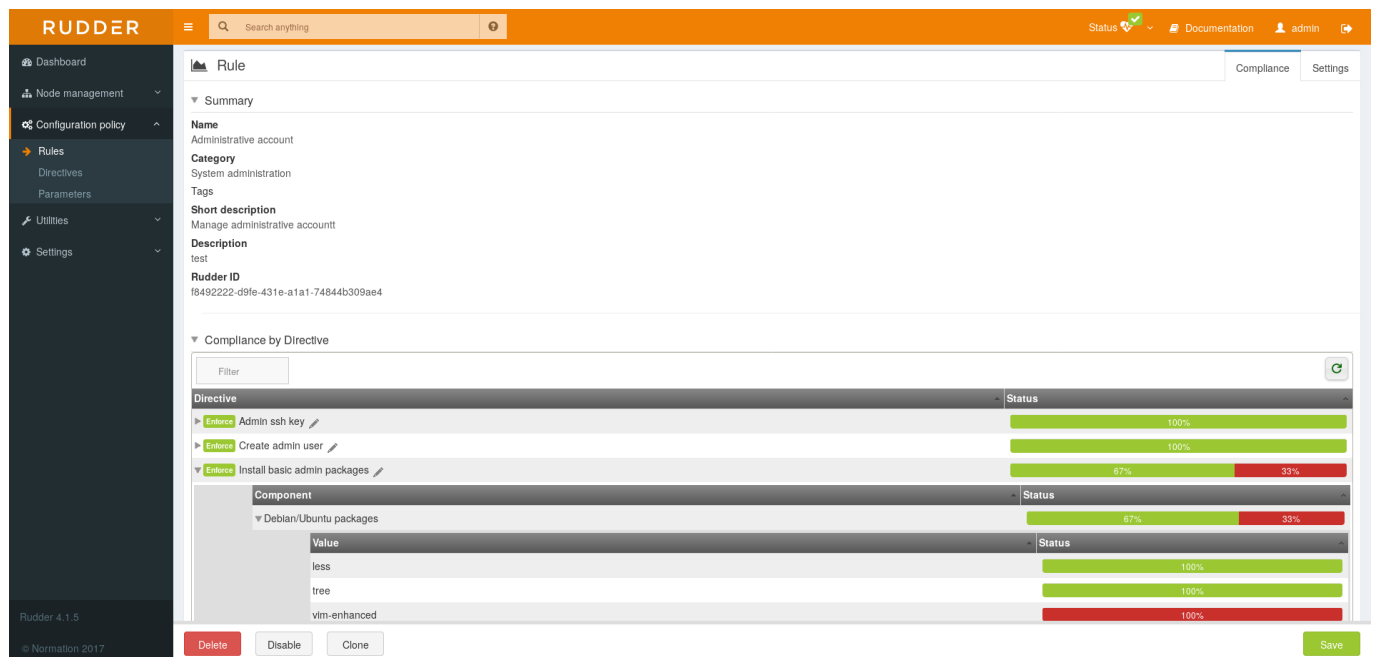 RUDDER
Search anything
Status
Documentation
admin
Dashboard
Node management
Configuration policy
Rules
Directives
Parameters
Utilities
Settings
Rudder 4.1.5
© Normation 2017
Rule
Compliance
Settings
Summary
Name
Administrative account
Category
System administration
Tags
Short description
Manage administrative accountt
Description
test
Rudder ID
f8492222-d9fe-431e-a1a1-74844b309ae4
Compliance by Directive
Filter
Directive Status
Enforce Admin ssh key 100%
Enforce Create admin user 100%
Enforce Install basic admin packages 67% 33%
Component Status
Debian/Ubuntu packages 67% 33%
Value Status
less 100%
tree 100%
vim-enhanced 100%
Delete Disable Clone Save